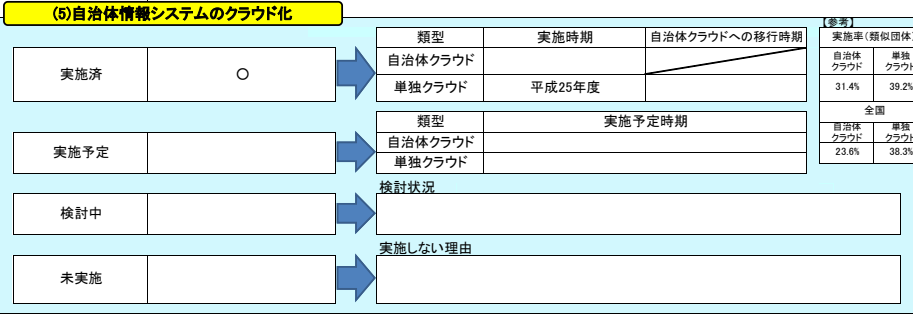 (5)自治体情報システムのクラウド化
【参考】
実施済 〇
類型 実施時期 自治体クラウドへの移行時期
自治体クラウド
単独クラウド 平成25年度
実施率(類似団体)
自治体クラウド 単独クラウド
31.4% 39.2%
全国
自治体クラウド 単独クラウド
23.6% 38.3%
実施予定
類型 実施予定時期
自治体クラウド
単独クラウド
検討中
検討状況
未実施
実施しない理由